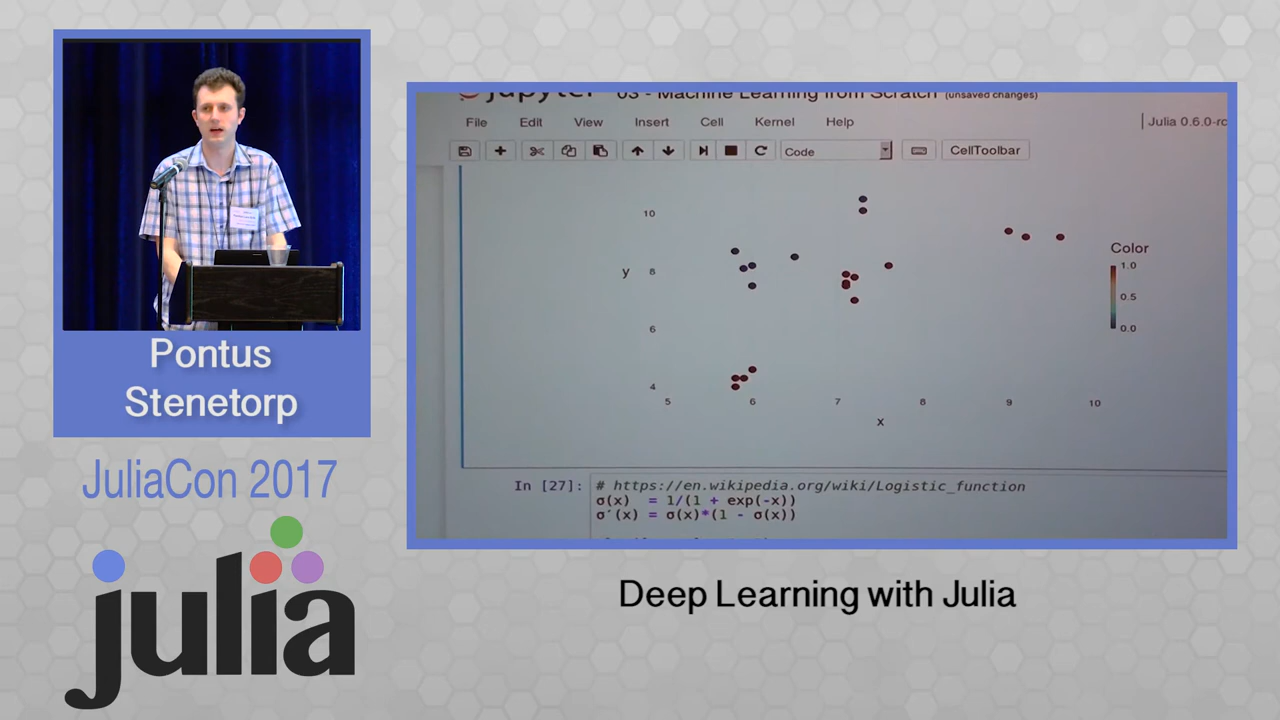 Pontus
Stenetorp
JuliaCon 2017
julia
jupyter 03 - Machine Learning from Scratch (unsaved changes)
File Edit View Insert Cell Kernel Help
Julia 0.6.0-rc
Code
CellToolbar
10
8
6
4
y
5 6 7 8 9 10
x
Color
1.0
0.5
0.0
In [27]: # https://en.wikipedia.org/wiki/Logistic_function
σ(x) = 1/(1 + exp(-x))
σ′(x) = σ(x)*(1 - σ(x))
Deep Learning with Julia